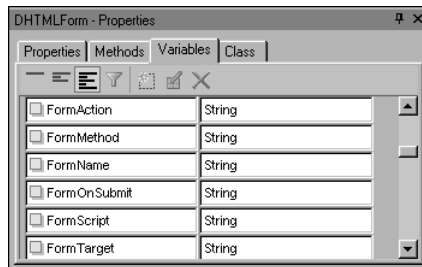 DHTMLForm - Properties
Properties Methods Variables Class
FormAction String
FormMethod String
FormName String
FormOnSubmit String
FormScript String
FormTarget String